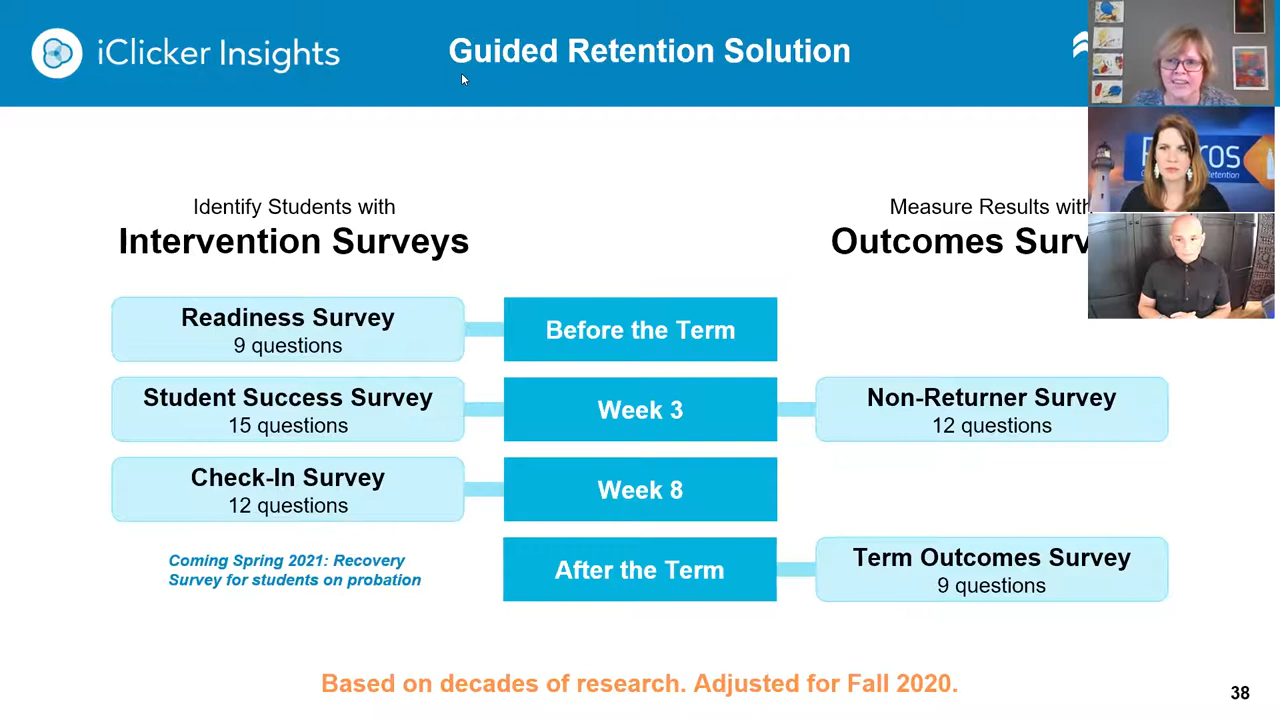 iClicker Insights
Guided Retention Solution
Identify Students with
Intervention Surveys
Measure Results with
Outcomes
Readiness Survey
9 questions
Before the Term
Student Success Survey
15 questions
Week 3
Non-Returner Survey
12 questions
Check-In Survey
12 questions
Week 8
Coming Spring 2021: Recovery
Survey for students on probation
After the Term
Term Outcomes Survey
9 questions
Based on decades of research. Adjusted for Fall 2020.
38